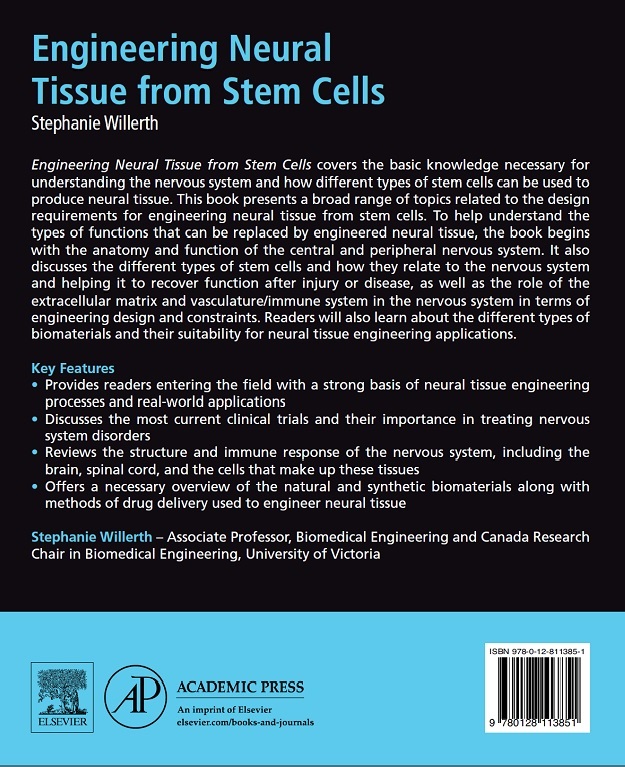 Engineering Neural
Tissue from Stem Cells
Stephanie Willerth
Engineering Neural Tissue from Stem Cells covers the basic knowledge necessary for
understanding the nervous system and how different types of stem cells can be used to
produce neural tissue. This book presents a broad range of topics related to the design
requirements for engineering neural tissue from stem cells. To help understand the
types of functions that can be replaced by engineered neural tissue, the book begins
with the anatomy and function of the central and peripheral nervous system. It also
discusses the different types of stem cells and how they relate to the nervous system
and helping it to recover function after injury or disease, as well as the role of the
extracellular matrix and vasculature/immune system in the nervous system in terms of
engineering design and constraints. Readers will also learn about the different types of
biomaterials and their suitability for neural tissue engineering applications.
Key Features
• Provides readers entering the field with a strong basis of neural tissue engineering
processes and real-world applications
• Discusses the most current clinical trials and their importance in treating nervous
system disorders
• Reviews the structure and immune response of the nervous system, including the
brain, spinal cord, and the cells that make up these tissues
• Offers a necessary overview of the natural and synthetic biomaterials along with
methods of drug delivery used to engineer neural tissue
Stephanie Willerth – Associate Professor, Biomedical Engineering and Canada Research
Chair in Biomedical Engineering, University of Victoria
ELSEVIER
AP
ACADEMIC PRESS
An imprint of Elsevier
elsevier.com/books-and-journals
ISBN 978-0-12-811385-1
9 780128 113851